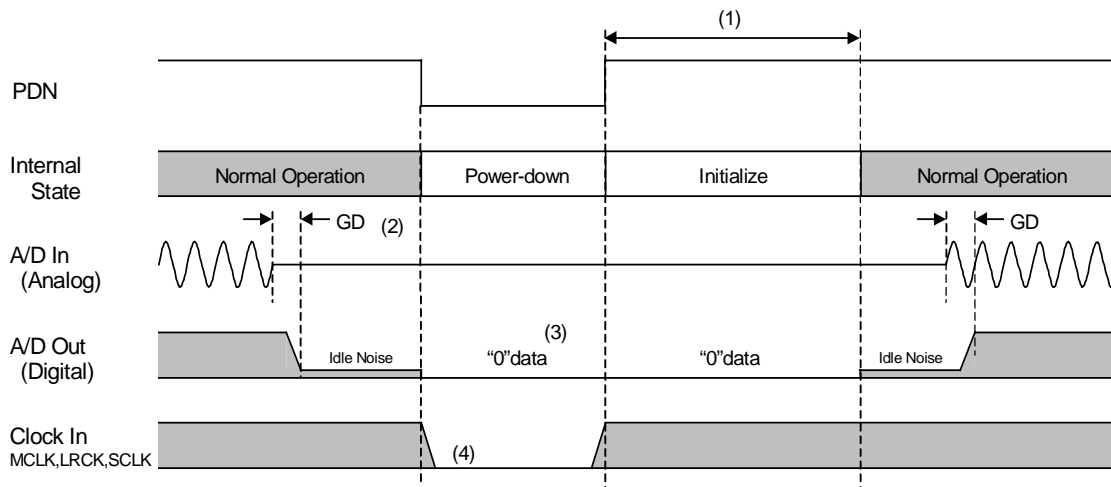 (1)
PDN
Internal
State
Normal Operation
Power-down
Initialize
Normal Operation
GD
(2)
GD
A/D In
(Analog)
(3)
A/D Out
(Digital)
Idle Noise
“0”data
“0”data
Idle Noise
Clock In
MCLK,LRCK,SCLK
(4)